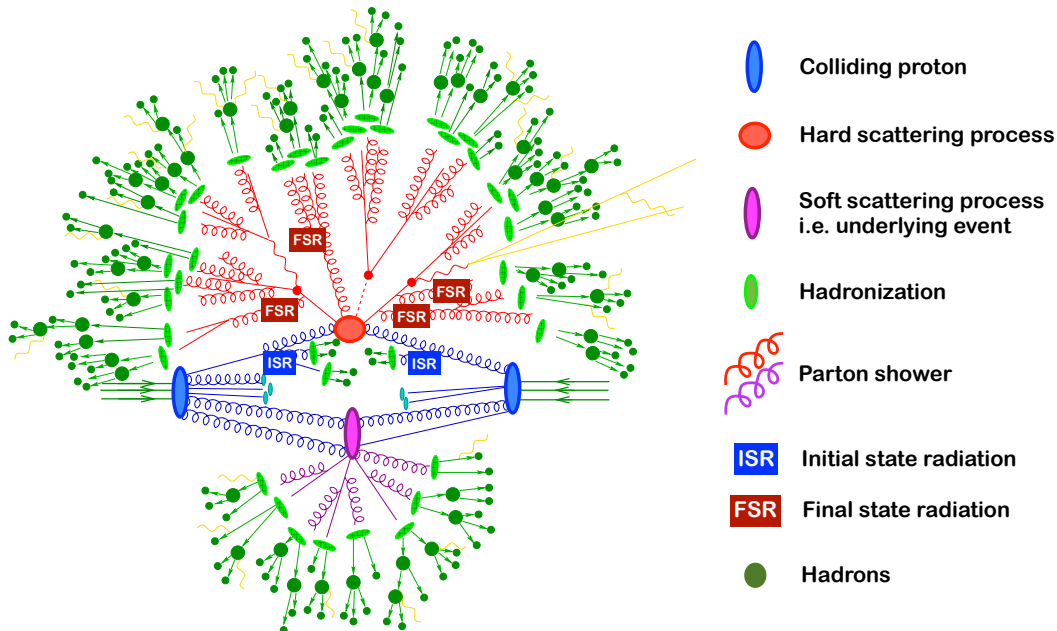 Colliding proton
Hard scattering process
Soft scattering process
i.e. underlying event
FSR
Hadronization
FSR
FSR
FSR
ISR
ISR
Parton shower
ISR Initial state radiation
FSR Final state radiation
Hadrons